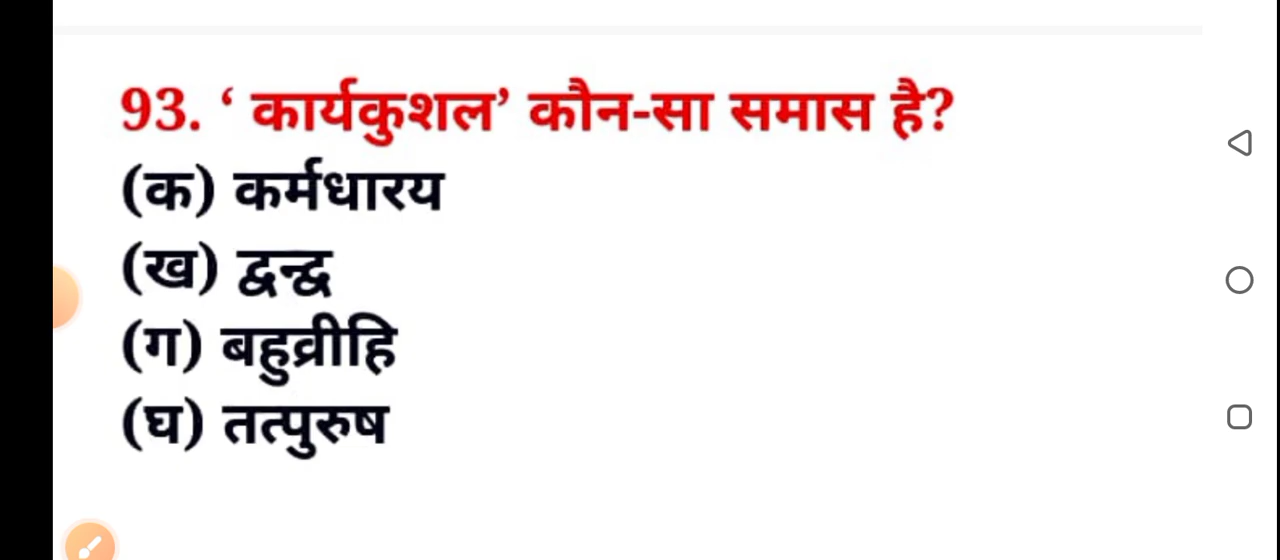 93. ‘ कार्यकुशल’ कौन-सा समास है?
(क) कर्मधारय
(ख) द्वन्द्व
(ग) बहुव्रीहि
(घ) तत्पुरुष